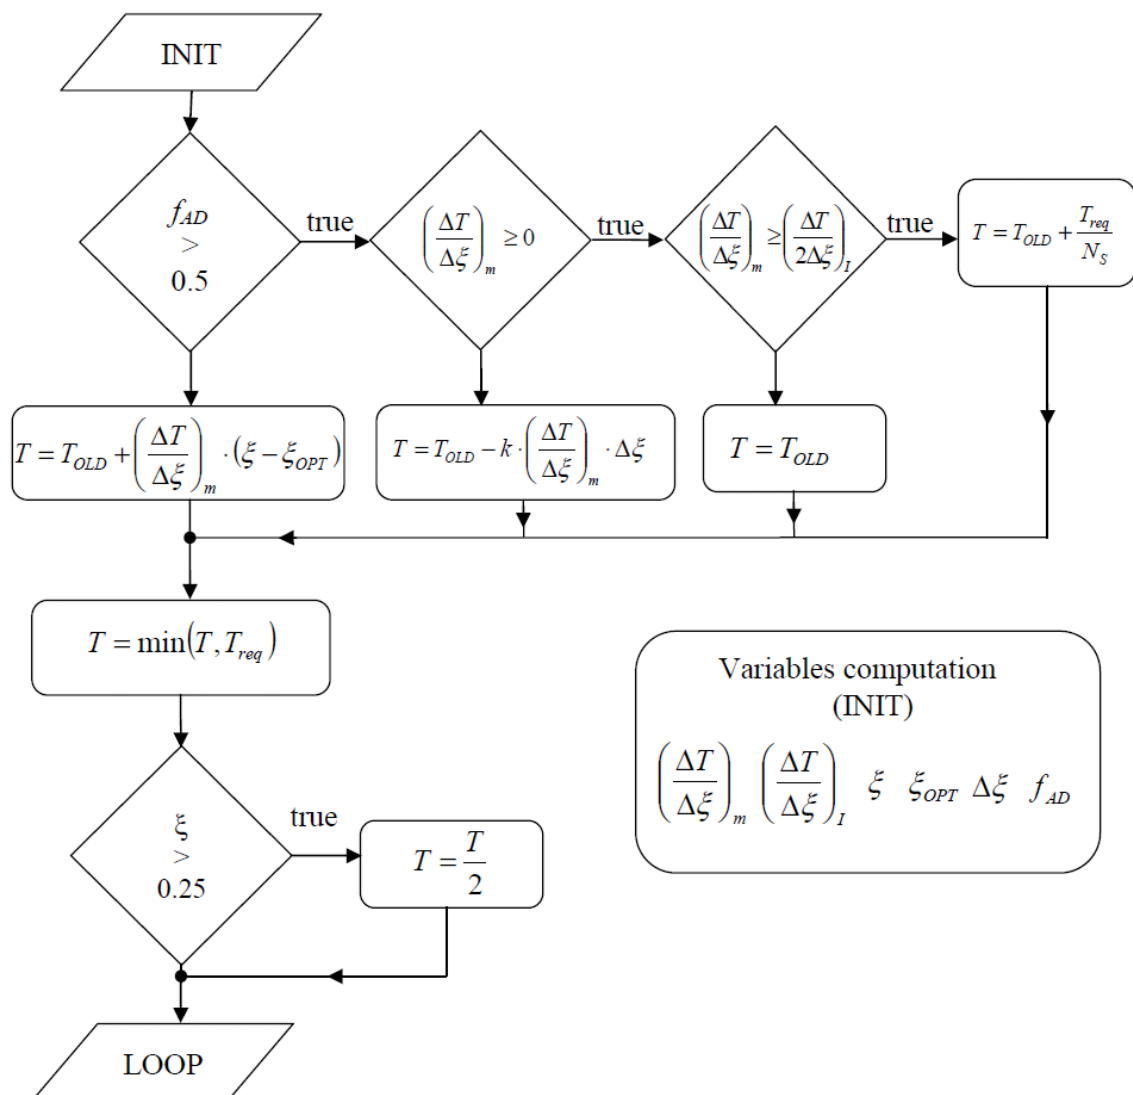 INIT
f_AD
>
0.5
true
(ΔT/Δξ)_m ≥ 0
true
(ΔT/Δξ)_m ≥ (ΔT/2Δξ)_I
true
T = T_OLD + T_req/N_S
T = T_OLD + (ΔT/Δξ)_m · (ξ − ξ_OPT)
T = T_OLD − k · (ΔT/Δξ)_m · Δξ
T = T_OLD
T = min(T, T_req)
ξ
>
0.25
true
T = T/2
LOOP
Variables computation
(INIT)
(ΔT/Δξ)_m (ΔT/Δξ)_I ξ ξ_OPT Δξ f_AD